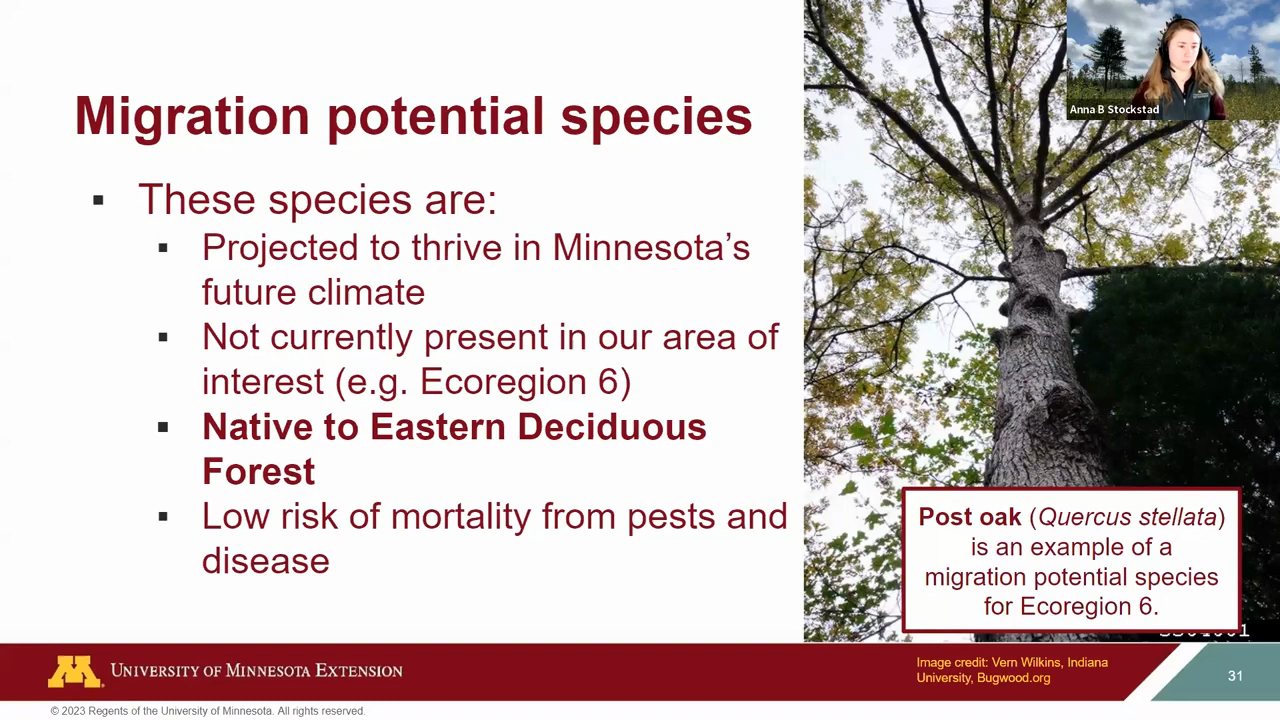 Migration potential species
▪ These species are:
▪ Projected to thrive in Minnesota’s
future climate
▪ Not currently present in our area of
interest (e.g. Ecoregion 6)
▪ Native to Eastern Deciduous
Forest
▪ Low risk of mortality from pests and
disease
Anna B Stockstad
Post oak (Quercus stellata)
is an example of a
migration potential species
for Ecoregion 6.
UNIVERSITY OF MINNESOTA EXTENSION
Image credit: Vern Wilkins, Indiana
University, Bugwood.org
31
© 2023 Regents of the University of Minnesota. All rights reserved.